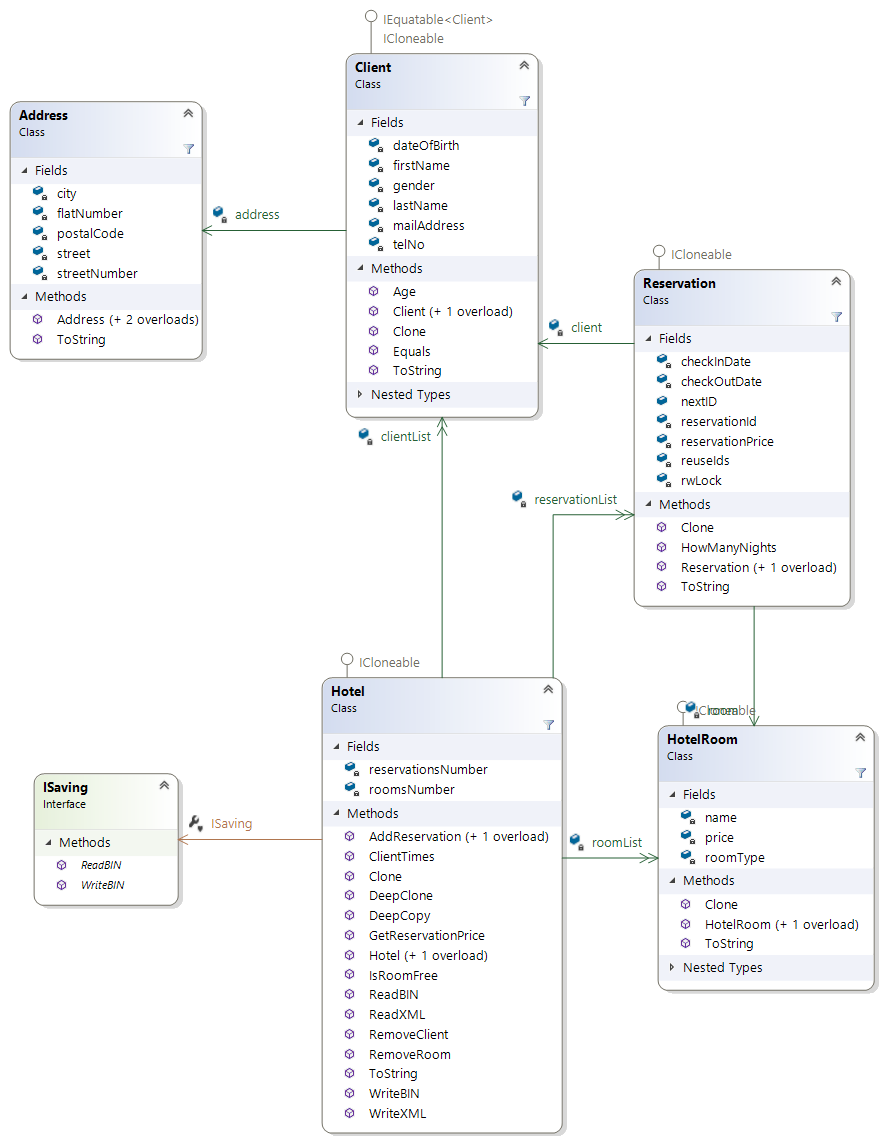 IEquatable<Client>
ICloneable
Client
Class
Fields
dateOfBirth
firstName
gender
lastName
mailAddress
telNo
Methods
Age
Client (+ 1 overload)
Clone
Equals
ToString
Nested Types
Address
Class
Fields
city
flatNumber
postalCode
street
streetNumber
Methods
Address (+ 2 overloads)
ToString
address
ICloneable
Reservation
Class
Fields
checkInDate
checkOutDate
nextID
reservationId
reservationPrice
reuseIds
rwLock
Methods
Clone
HowManyNights
Reservation (+ 1 overload)
ToString
client
clientList
reservationList
ICloneable
Hotel
Class
Fields
reservationsNumber
roomsNumber
Methods
AddReservation (+ 1 overload)
ClientTimes
Clone
DeepClone
DeepCopy
GetReservationPrice
Hotel (+ 1 overload)
IsRoomFree
ReadBIN
ReadXML
RemoveClient
RemoveRoom
ToString
WriteBIN
WriteXML
ISaving
Interface
Methods
ReadBIN
WriteBIN
ISaving
roomList
room
ICloneable
HotelRoom
Class
Fields
name
price
roomType
Methods
Clone
HotelRoom (+ 1 overload)
ToString
Nested Types